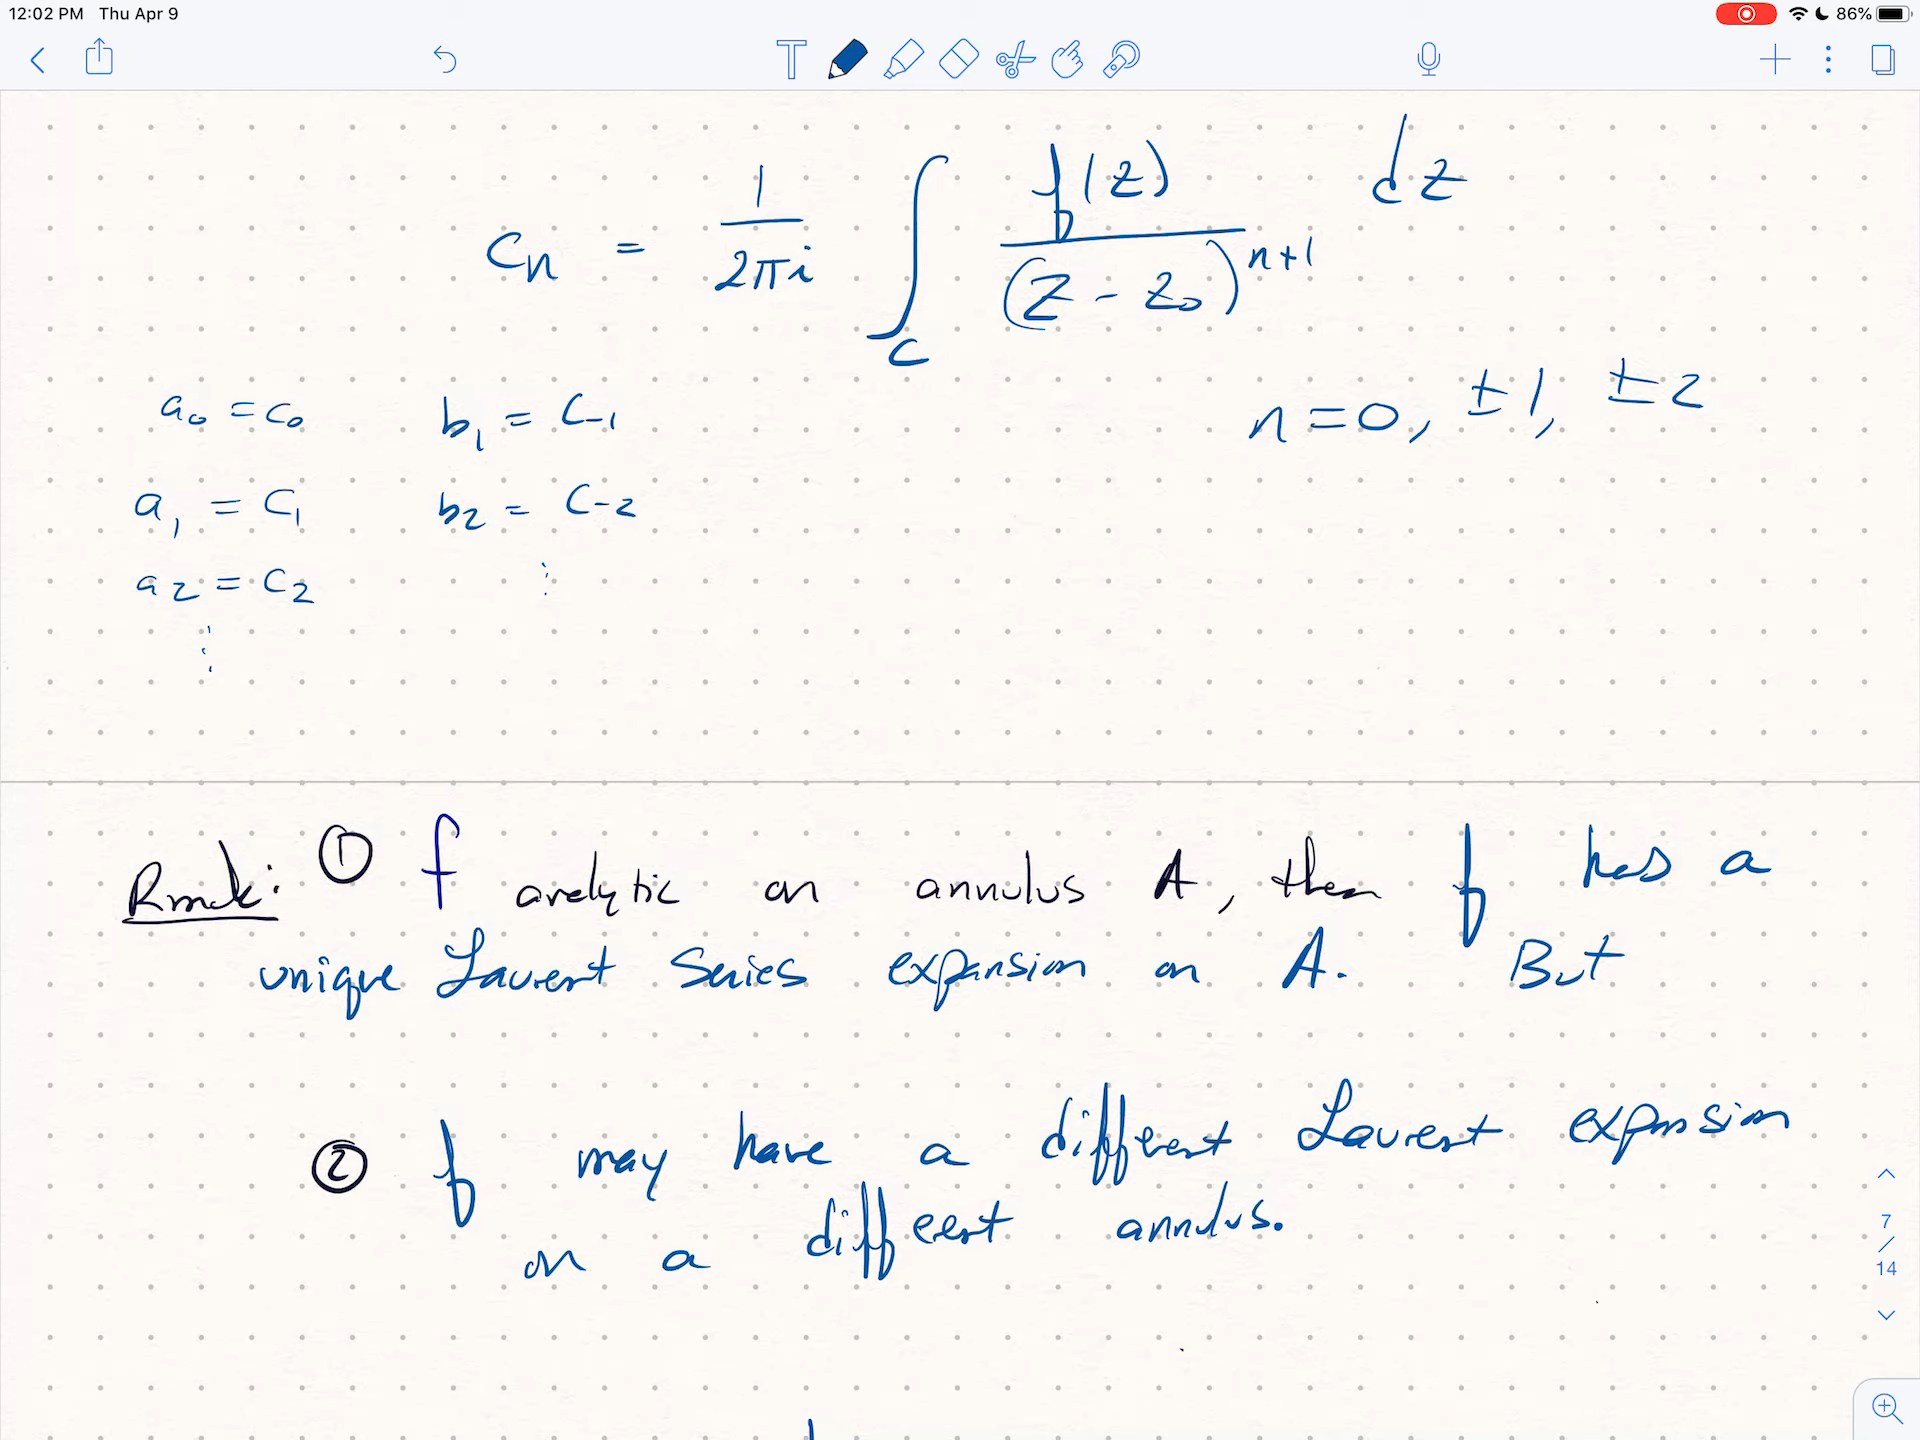 12:02 PM Thu Apr 9
86%
T
Cn = 1/2πi ∫C f(z)/(z - z₀)ⁿ⁺¹ dz
n = 0, ±1, ±2
a₀ = c₀ b₁ = C-1
a₁ = C₁ b₂ = C-2
⋮
a₂ = C₂
⋮
Rmrk: ① f analytic on annulus A, then f has a
unique Laurent Series expansion on A. But
② f may have a different Laurent expansion
on a different annulus.
7
/
14